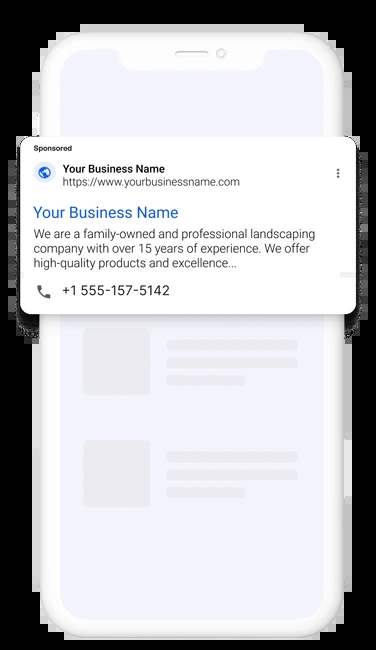 Sponsored
Your Business Name
https://www.yourbusinessname.com
Your Business Name
We are a family-owned and professional landscaping
company with over 15 years of experience. We offer
high-quality products and excellence...
+1 555-157-5142